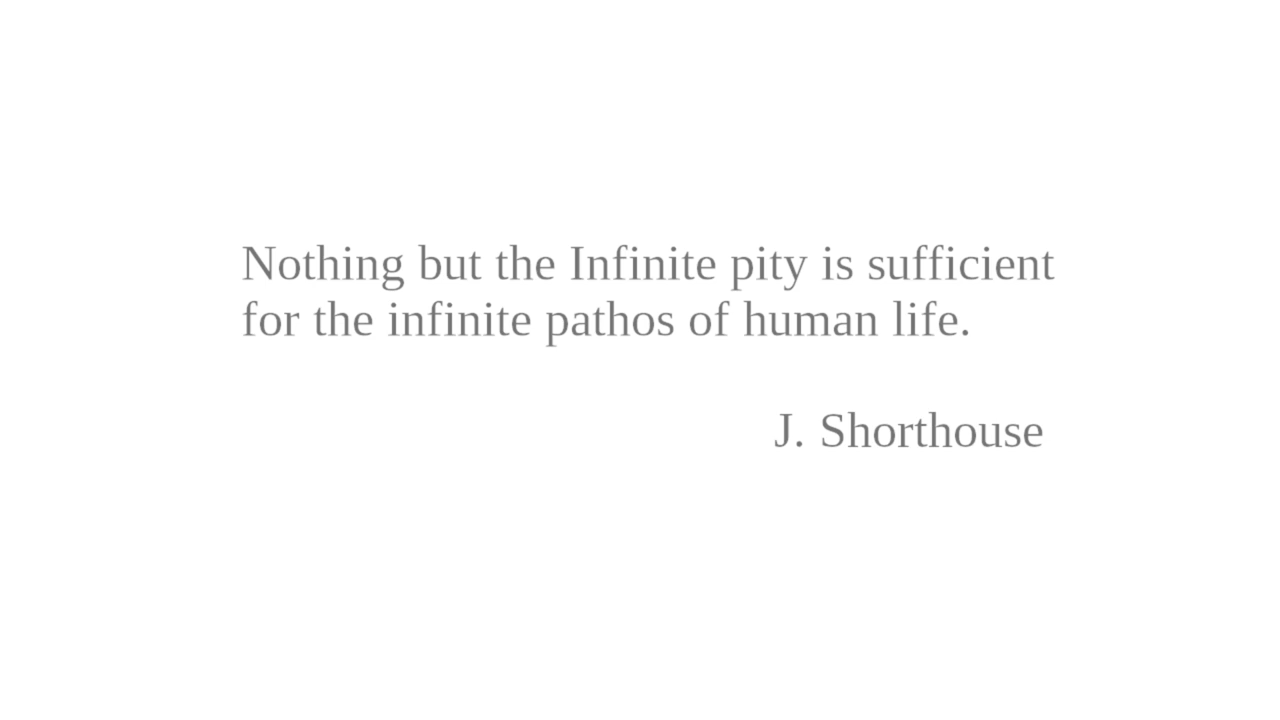 Nothing but the Infinite pity is sufficient
for the infinite pathos of human life.
J. Shorthouse